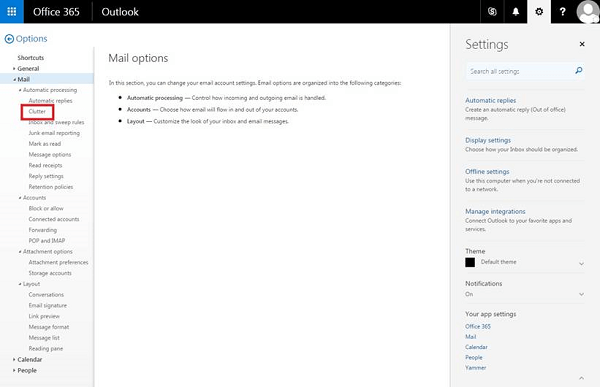 Office 365 Outlook
Options
Shortcuts
General
Mail
Automatic processing
Automatic replies
Clutter
Inbox and sweep rules
Junk email reporting
Mark as read
Message options
Read receipts
Reply settings
Retention policies
Accounts
Block or allow
Connected accounts
Forwarding
POP and IMAP
Attachment options
Attachment preferences
Storage accounts
Layout
Conversations
Email signature
Link preview
Message format
Message list
Reading pane
Calendar
People
Mail options
In this section, you can change your email account settings. Email options are organized into the following categories:
• Automatic processing — Control how incoming and outgoing email is handled.
• Accounts — Choose how email will flow in and out of your accounts.
• Layout — Customize the look of your inbox and email messages.
Settings
Search all settings
Automatic replies
Create an automatic reply (Out of office)
message.
Display settings
Choose how your Inbox should be organized.
Offline settings
Use this computer when you're not connected
to a network.
Manage integrations
Connect Outlook to your favorite apps and
services.
Theme
Default theme
Notifications
On
Your app settings
Office 365
Mail
Calendar
People
Yammer